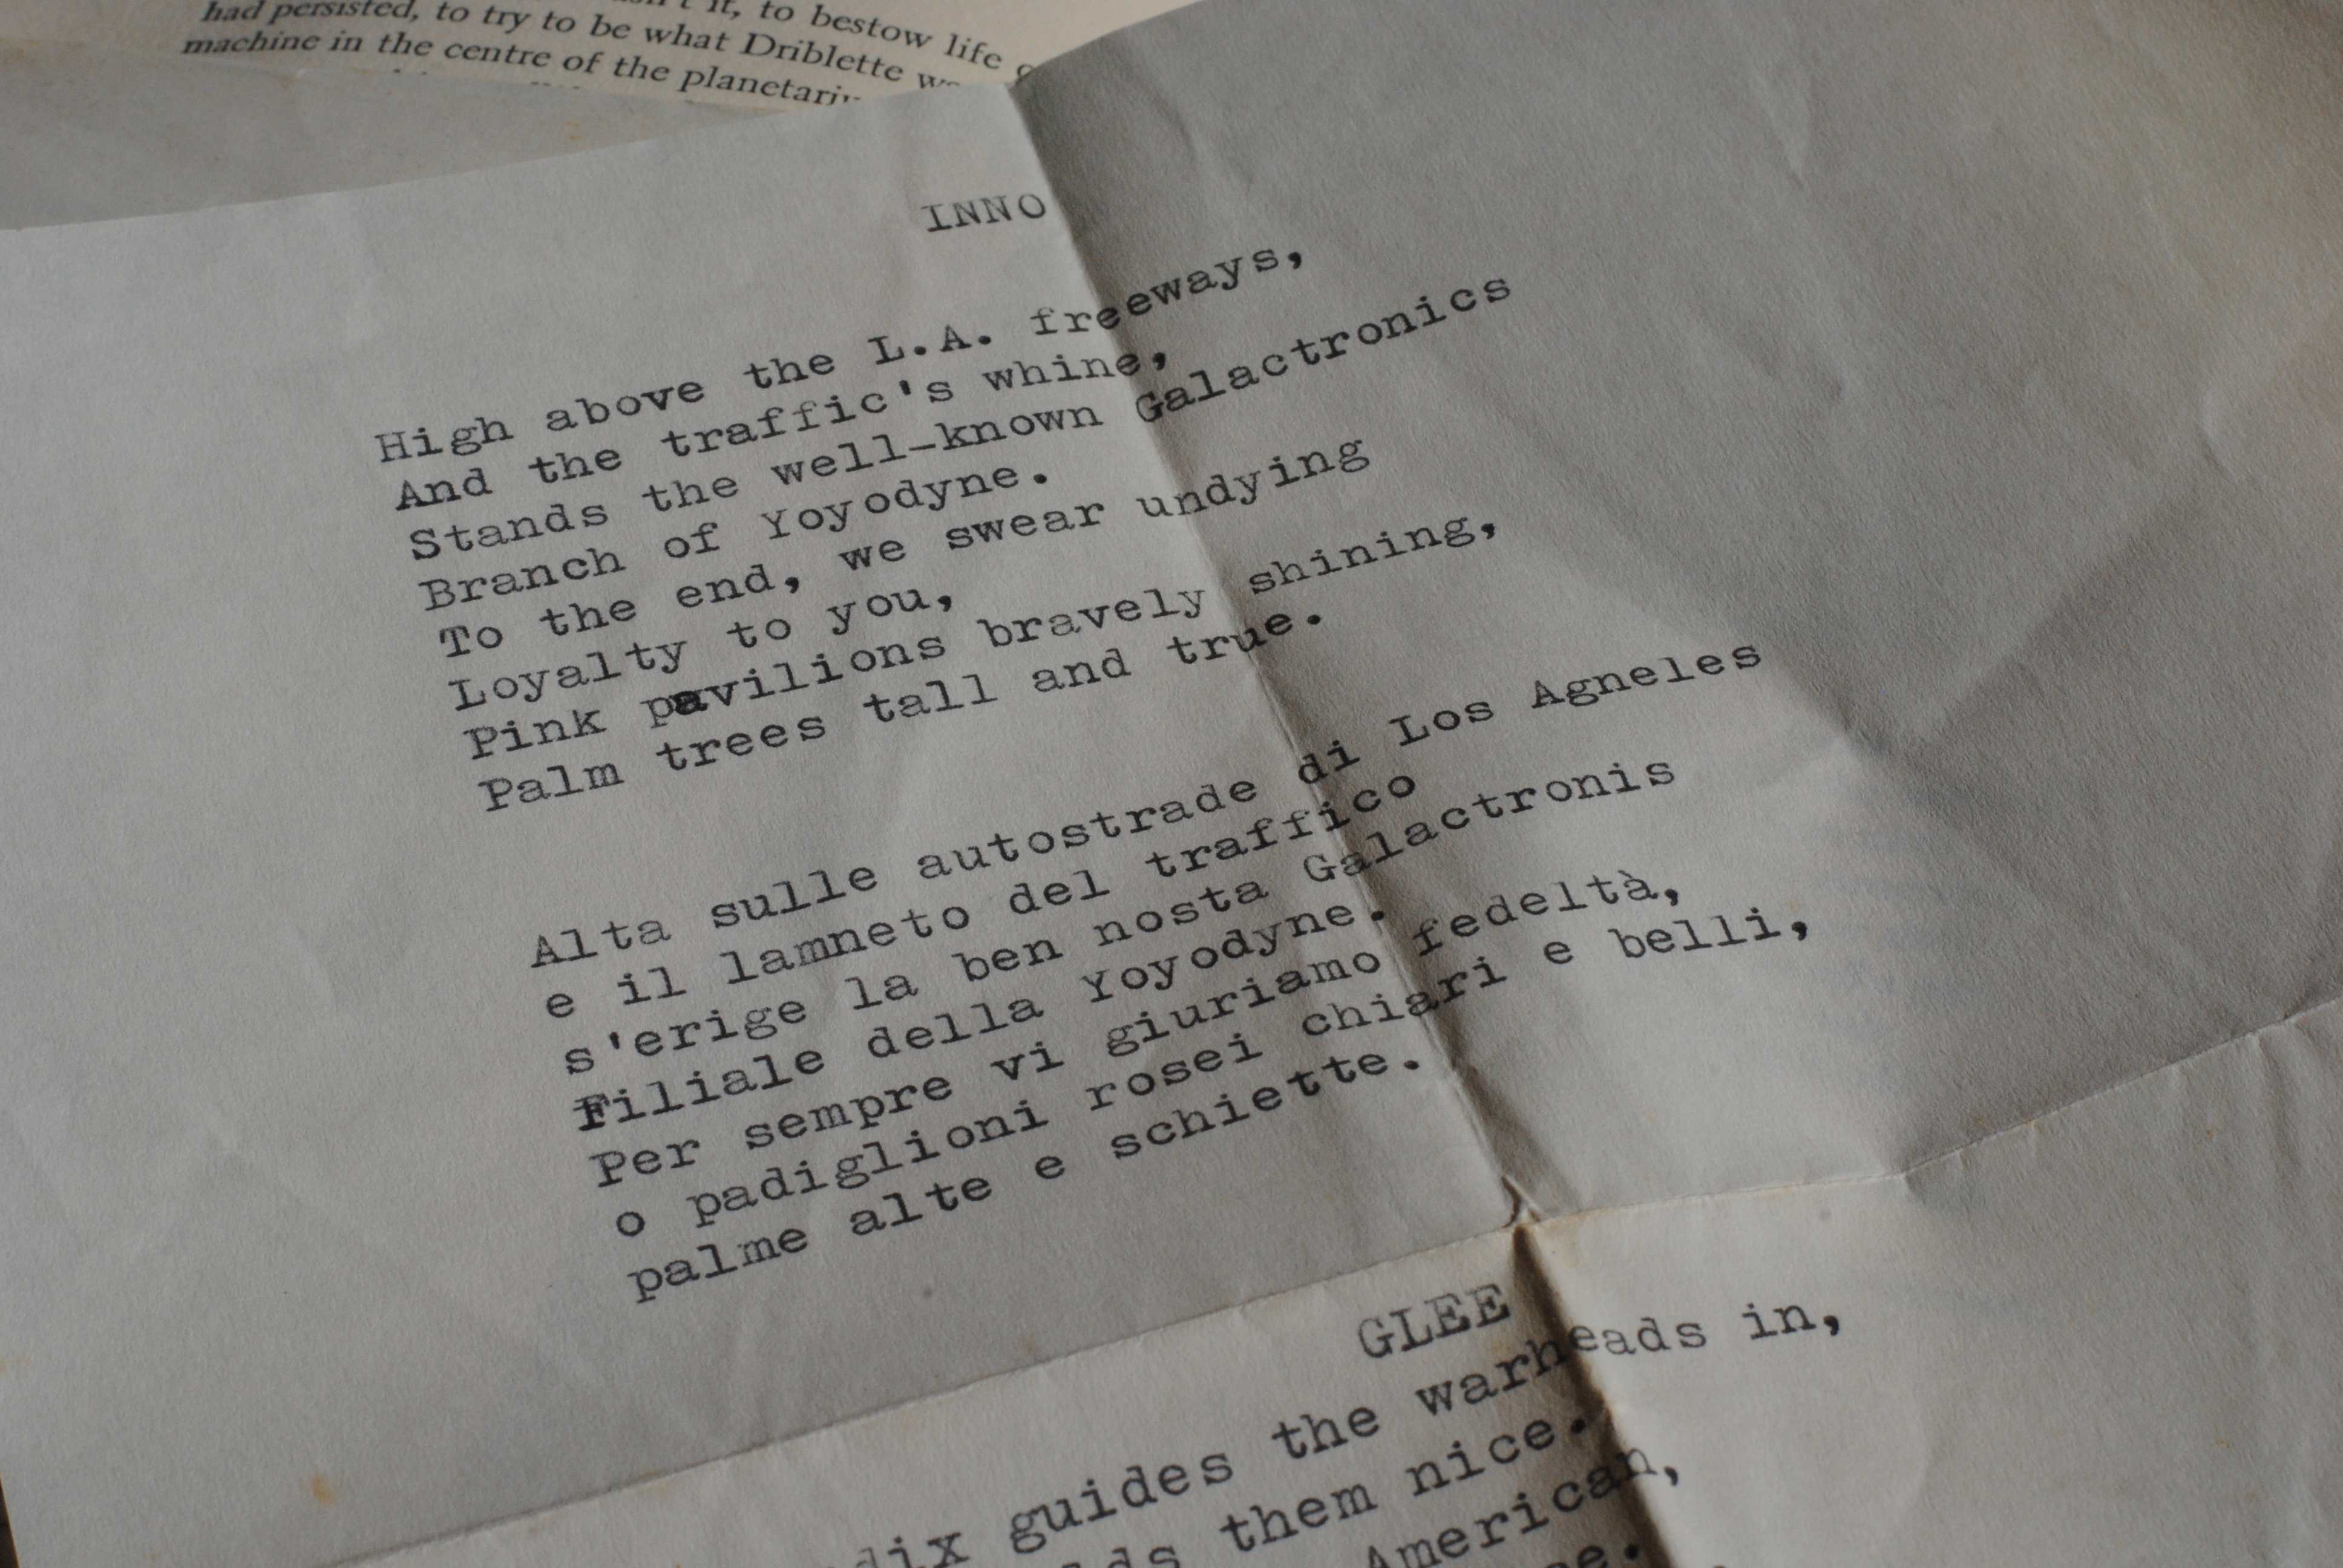 it, to bestow life
had persisted, to try to be what Driblette
machine in the centre of the
INNO
High above the L.A. freeways,
And the traffic's whine,
Stands the well-known Galactronics
Branch of Yoyodyne.
To the end, we swear undying
Loyalty to you,
Pink pavilions bravely shining,
Palm trees tall and true.
Alta sulle autostrade di Los Agneles
e il lamneto del traffico
s'erige la ben nosta Galactronis
Filiale della Yoyodyne.
Per sempre vi giuriamo fedeltà,
o padiglioni rosei chiari e belli,
palme alte e schiette.
GLEE
guides the warheads in,
them nice.
American,